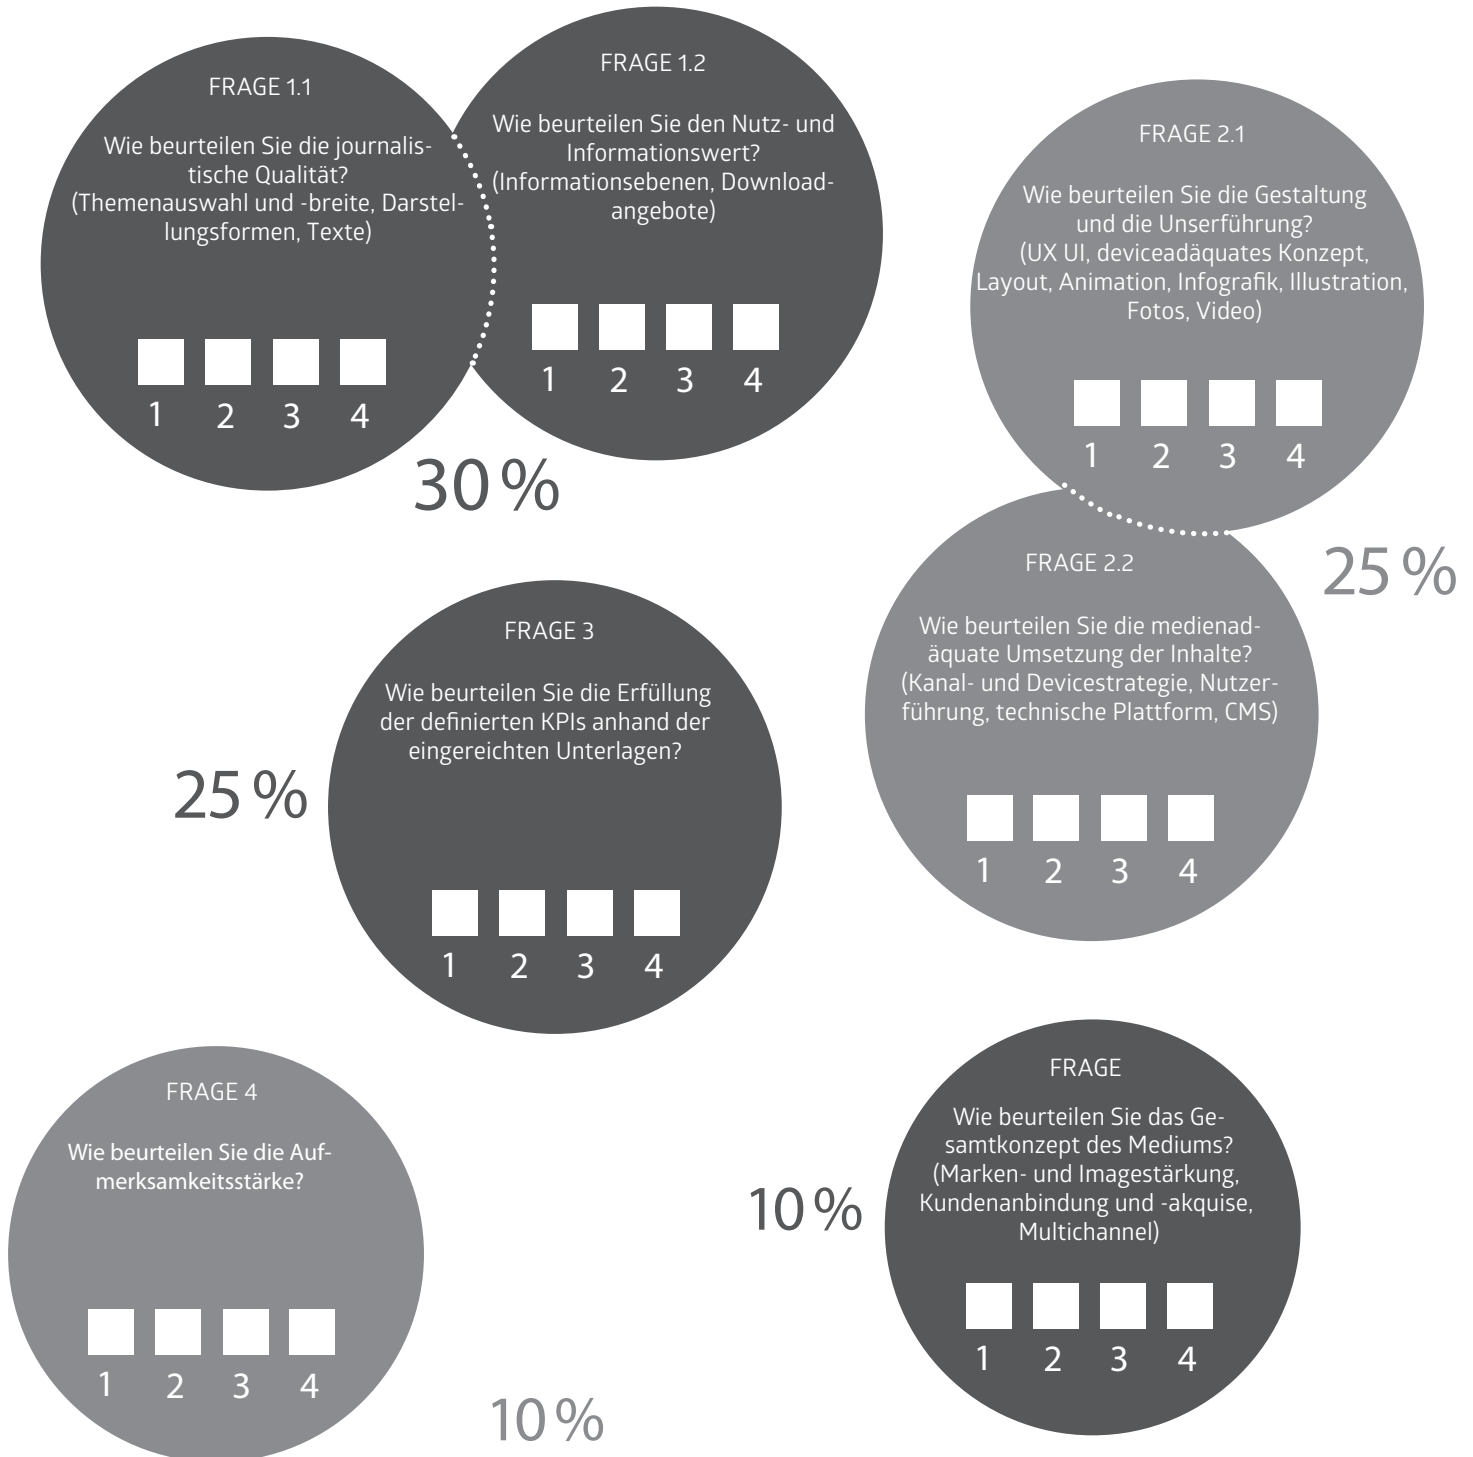 FRAGE 1.1
Wie beurteilen Sie die journalis-
tische Qualität?
(Themenauswahl und -breite, Darstel-
lungsformen, Texte)
1 2 3 4
FRAGE 1.2
Wie beurteilen Sie den Nutz- und
Informationswert?
(Informationsebenen, Download-
angebote)
1 2 3 4
30 %
FRAGE 2.1
Wie beurteilen Sie die Gestaltung
und die Unserführung?
(UX UI, deviceadäquates Konzept,
Layout, Animation, Infografik, Illustration,
Fotos, Video)
1 2 3 4
FRAGE 2.2
Wie beurteilen Sie die medienad-
äquate Umsetzung der Inhalte?
(Kanal- und Devicestrategie, Nutzer-
führung, technische Plattform, CMS)
1 2 3 4
25 %
FRAGE 3
Wie beurteilen Sie die Erfüllung
der definierten KPIs anhand der
eingereichten Unterlagen?
1 2 3 4
25 %
FRAGE 4
Wie beurteilen Sie die Auf-
merksamkeitsstärke?
1 2 3 4
10 %
FRAGE
Wie beurteilen Sie das Ge-
samtkonzept des Mediums?
(Marken- und Imagestärkung,
Kundenanbindung und -akquise,
Multichannel)
1 2 3 4
10 %